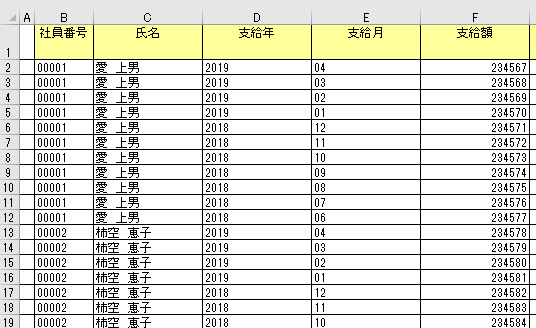 A B C D E F
1 社員番号 氏名 支給年 支給月 支給額
2 00001 愛 上男 2019 04 234567
3 00001 愛 上男 2019 03 234568
4 00001 愛 上男 2019 02 234569
5 00001 愛 上男 2019 01 234570
6 00001 愛 上男 2018 12 234571
7 00001 愛 上男 2018 11 234572
8 00001 愛 上男 2018 10 234573
9 00001 愛 上男 2018 09 234574
10 00001 愛 上男 2018 08 234575
11 00001 愛 上男 2018 07 234576
12 00001 愛 上男 2018 06 234577
13 00002 柿空 恵子 2019 04 234578
14 00002 柿空 恵子 2019 03 234579
15 00002 柿空 恵子 2019 02 234580
16 00002 柿空 恵子 2019 01 234581
17 00002 柿空 恵子 2018 12 234582
18 00002 柿空 恵子 2018 11 234583
19 00002 柿空 恵子 2018 10 234584